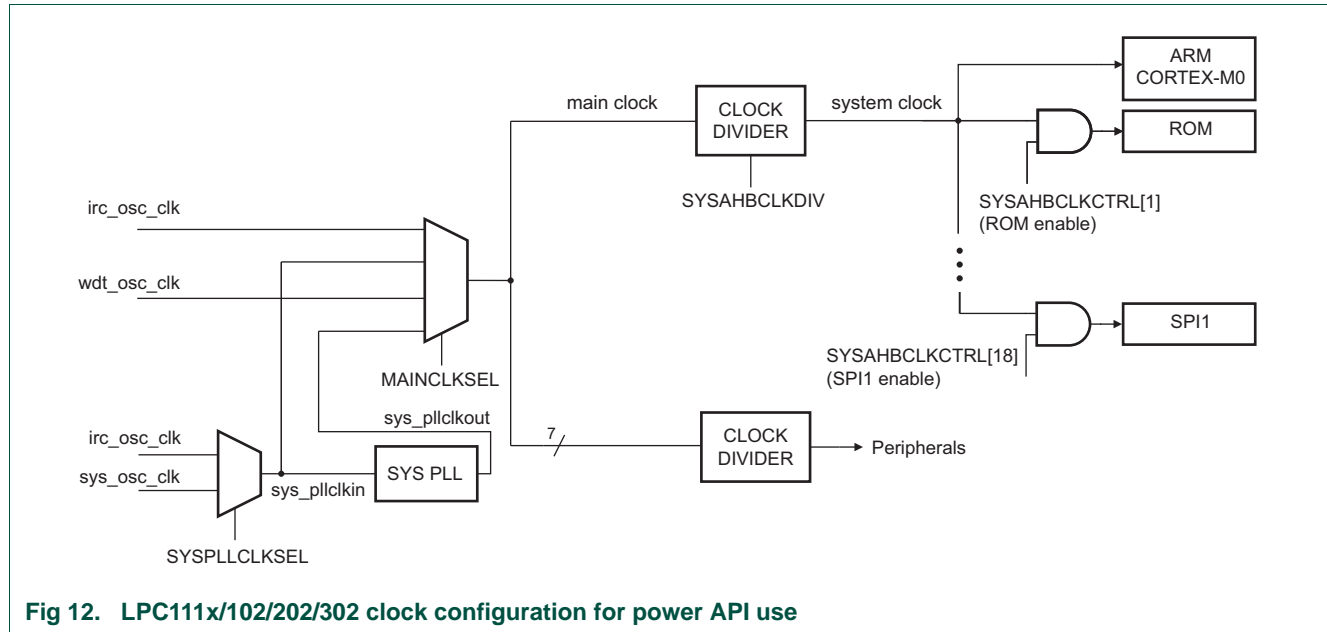 ARM
CORTEX-M0
main clock
CLOCK
DIVIDER
system clock
ROM
SYSAHBCLKDIV
SYSAHBCLKCTRL[1]
(ROM enable)
irc_osc_clk
wdt_osc_clk
MAINCLKSEL
SPI1
SYSAHBCLKCTRL[18]
(SPI1 enable)
sys_pllclkout
irc_osc_clk
sys_osc_clk
sys_pllclkin
SYS PLL
7
CLOCK
DIVIDER
Peripherals
SYSPLLCLKSEL
Fig 12. LPC111x/102/202/302 clock configuration for power API use